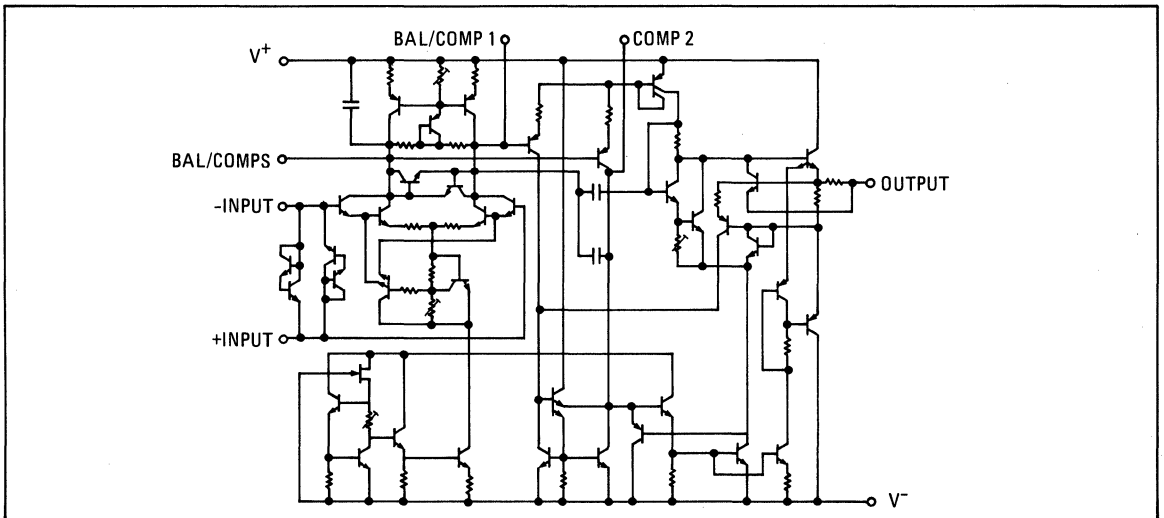 BAL/COMP 1
COMP 2
V+
BAL/COMPS
-INPUT
OUTPUT
+INPUT
V-